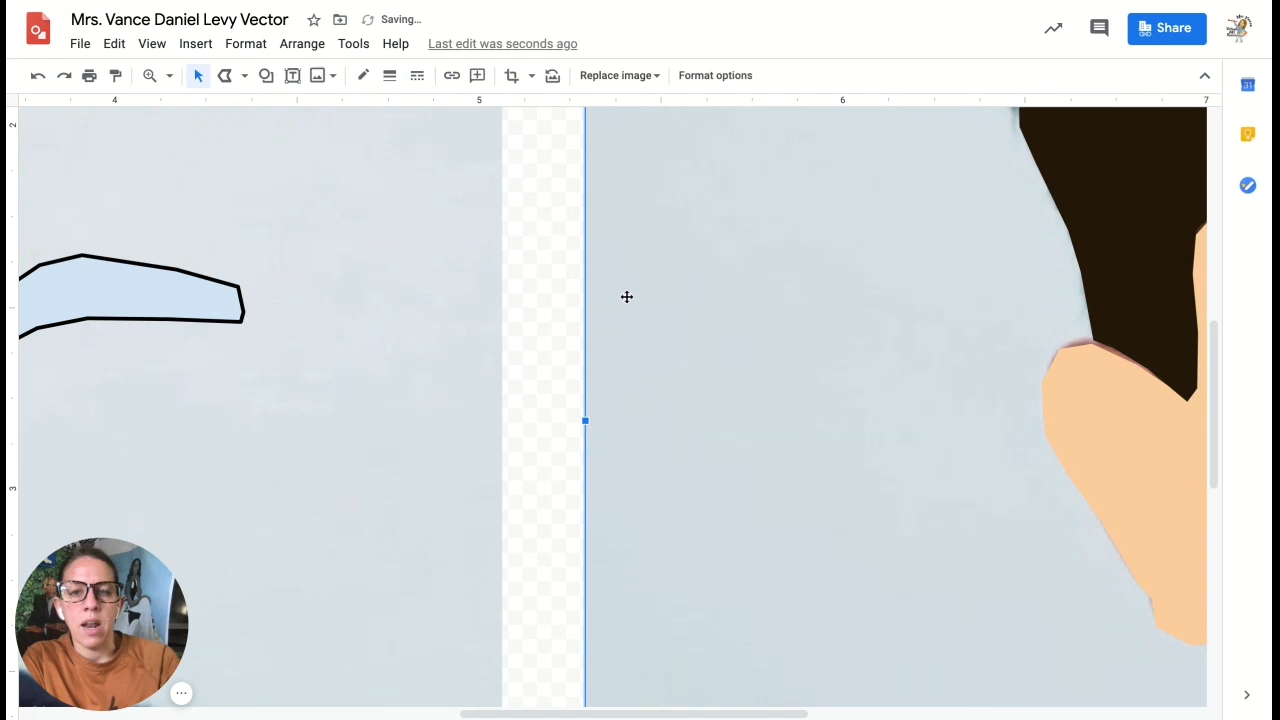 Mrs. Vance Daniel Levy Vector
Saving...
File Edit View Insert Format Arrange Tools Help Last edit was seconds ago
Share
Replace image Format options
4 5 6 7
2
3
31